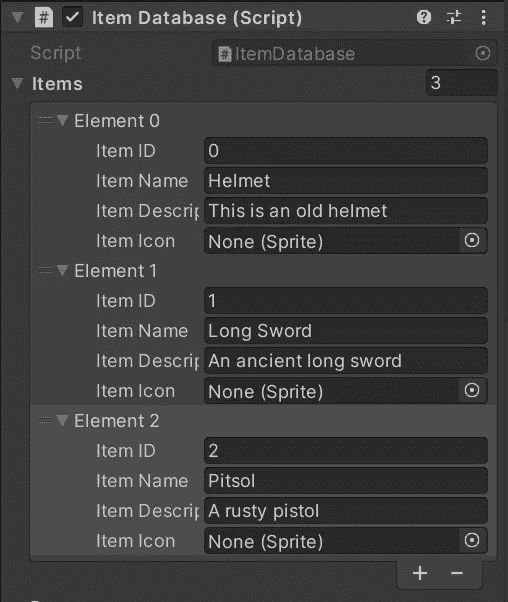 Item Database (Script)
Script ItemDatabase
Items 3
Element 0
Item ID 0
Item Name Helmet
Item Descrip This is an old helmet
Item Icon None (Sprite)
Element 1
Item ID 1
Item Name Long Sword
Item Descrip An ancient long sword
Item Icon None (Sprite)
Element 2
Item ID 2
Item Name Pitsol
Item Descrip A rusty pistol
Item Icon None (Sprite)
+ −